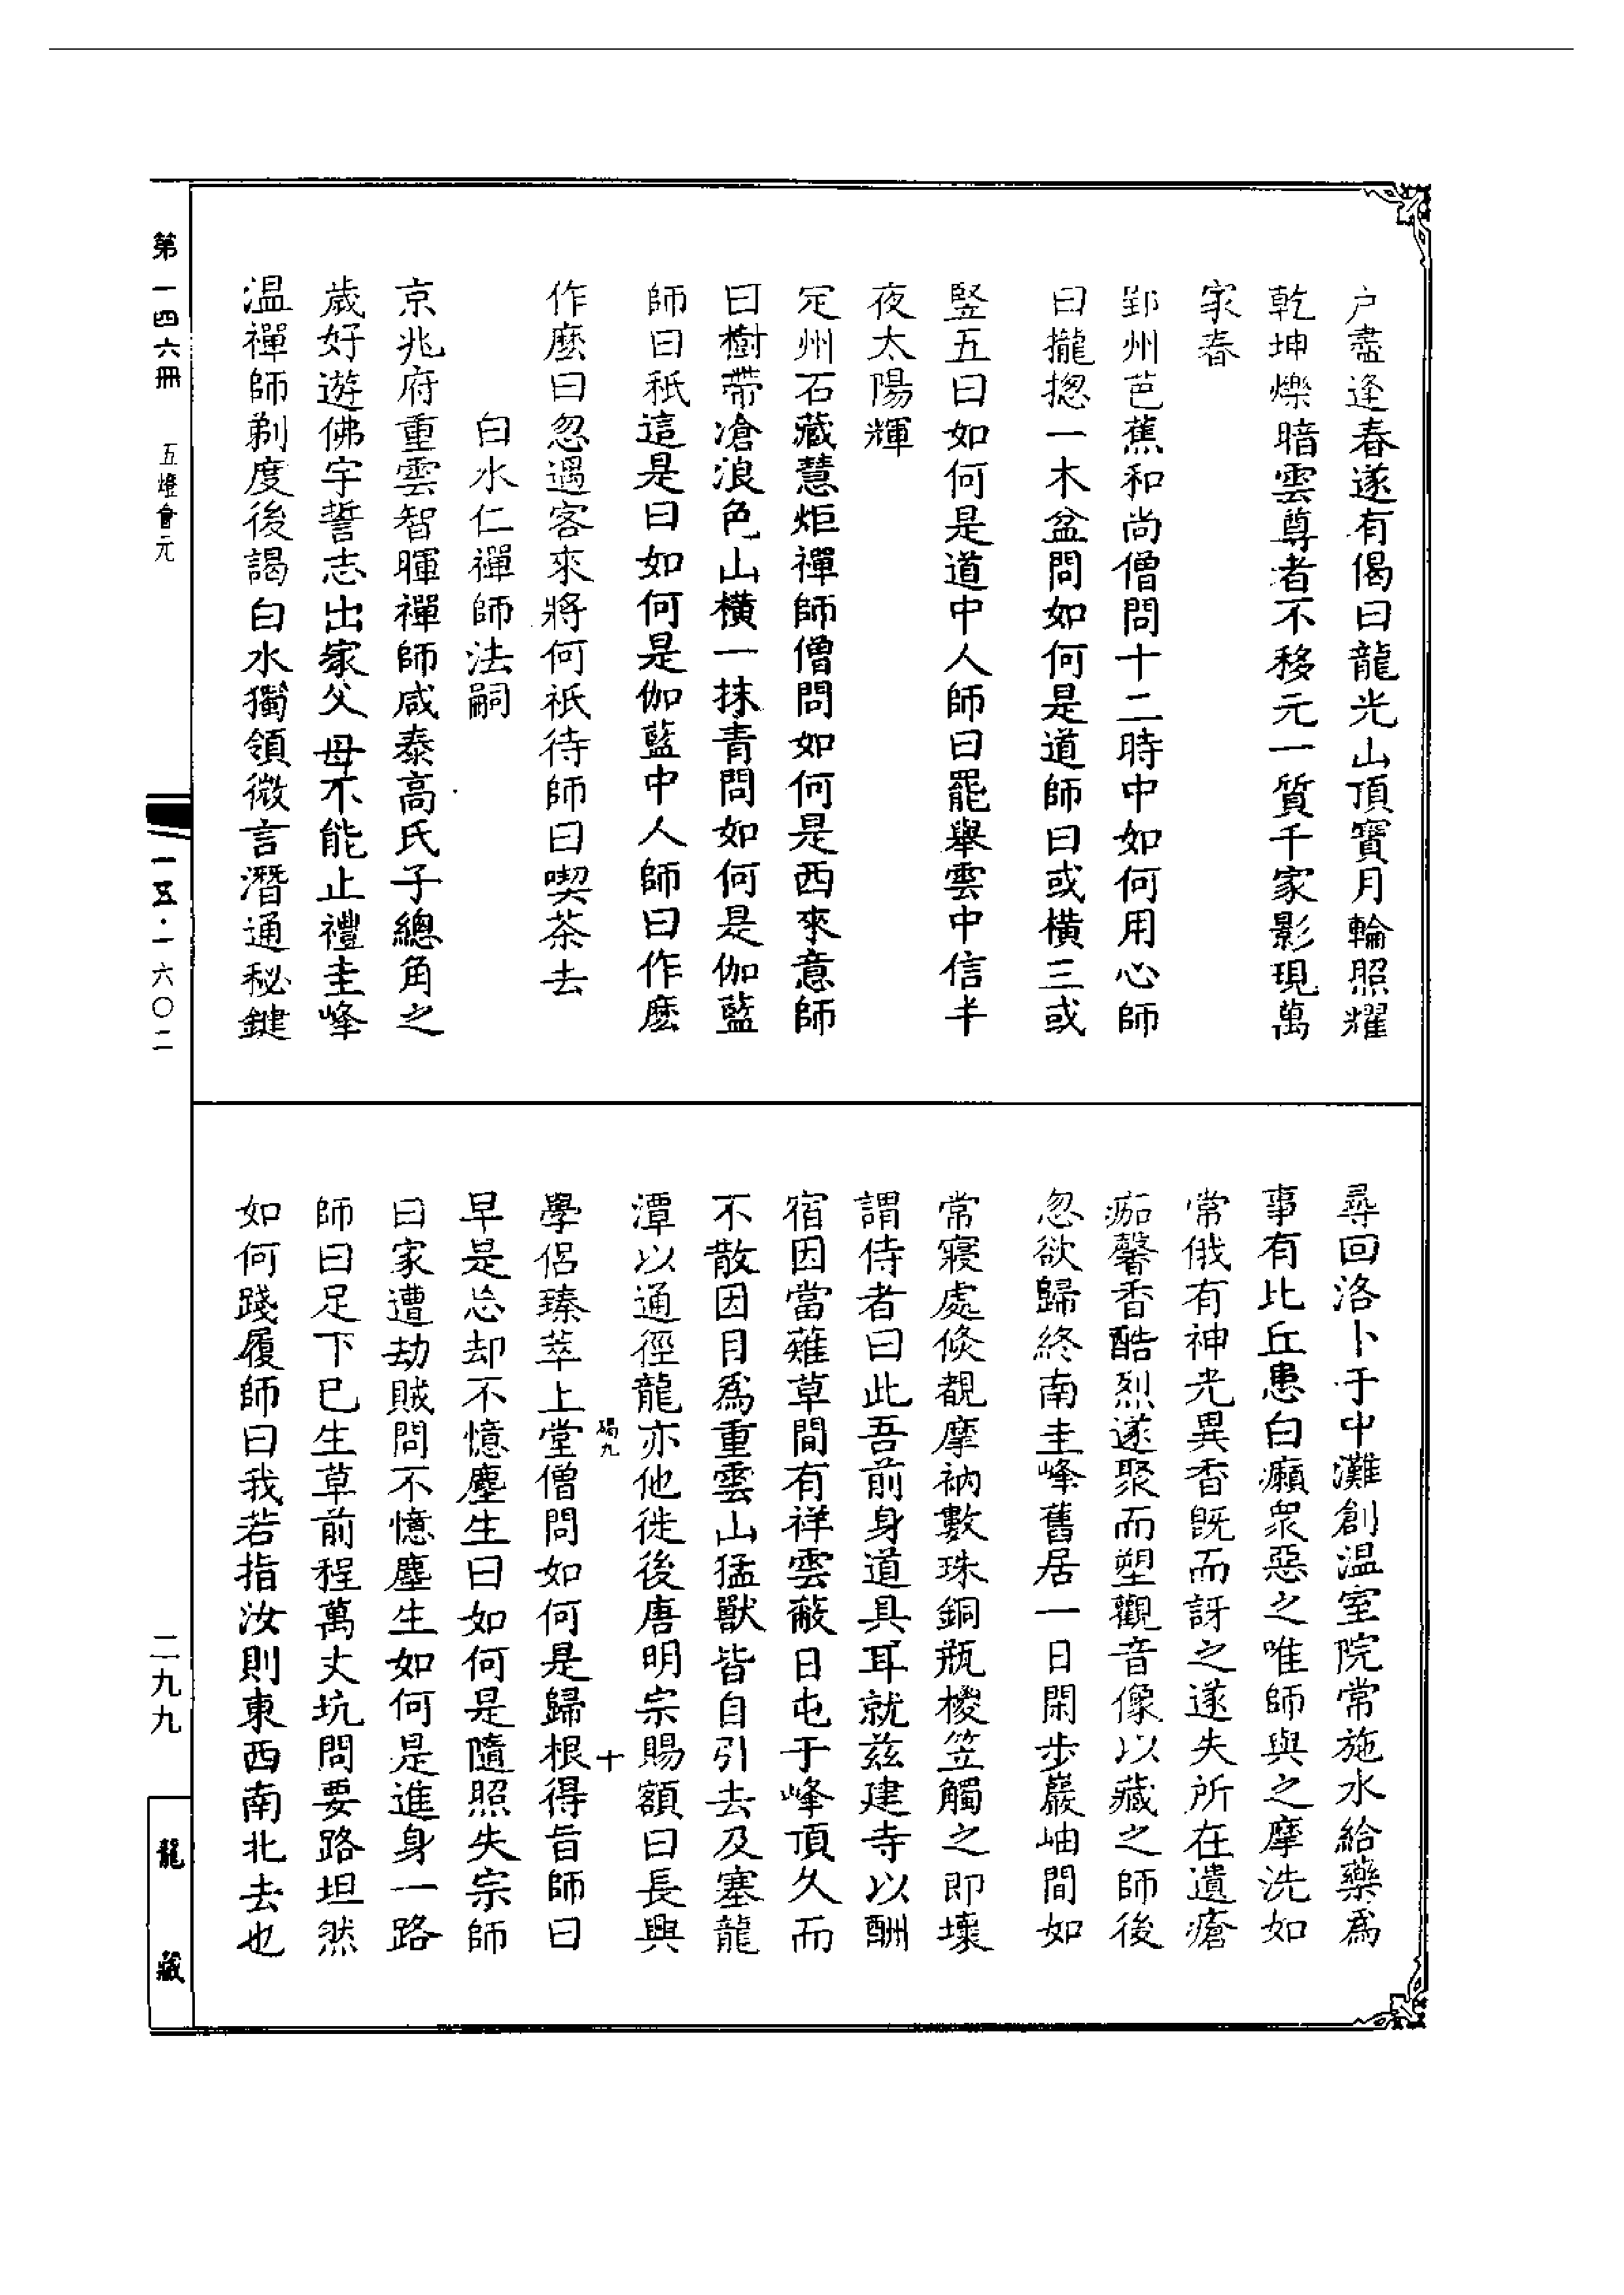 户盡逢春遂有偈曰龍光山頂寶月輪照耀
乾坤爍暗雲尊者不移元一質千家影現萬
家春
郢州芭蕉和尚僧問十二時中如何用心師
曰攏揔一木盆問如何是道師曰或橫三或
竪五曰如何是道中人師曰罷舉雲中信半
夜太陽輝
定州石藏慧炬禪師僧問如何是西來意師
曰樹帶滄浪色山橫一抹青問如何是伽藍
師曰秖這是曰如何是伽藍中人師曰作麽
作麽曰忽遇客來將何祇待師曰喫茶去
白水仁禪師法嗣
京兆府重雲智暉禪師咸泰高氏子總角之
歲好遊佛宇誓志出家父母不能止禮圭峰
温禪師剃度後謁白水獨領微言潛通秘鍵
尋回洛卜于中灘創温室院常施水給藥爲
事有比丘患白癩衆惡之唯師與之摩洗如
常俄有神光異香既而訝之遂失所在遺瘡
痂馨香酷烈遂聚而塑觀音像以藏之師後
忽欲歸終南圭峰舊居一日閑步巖岫間如
常寢處倐覩摩衲數珠銅瓶椶笠觸之即壞
謂侍者曰此吾前身道具耳就兹建寺以酬
宿因當薙草間有祥雲蔽日屯于峰頂久而
不散因目爲重雲山猛獸皆自引去及塞龍
潭以通徑龍亦他徙後唐明宗賜額曰長興
碣九 十
學侶臻萃上堂僧問如何是歸根得旨師曰
早是忘却不憶塵生曰如何是隨照失宗師
曰家遭劫賊問不憶塵生如何是進身一路
師曰足下已生草前程萬丈坑問要路坦然
如何踐履師曰我若指汝則東西南北去也
第一四六冊 五燈會元 一五·一六〇二 二九九 龍藏